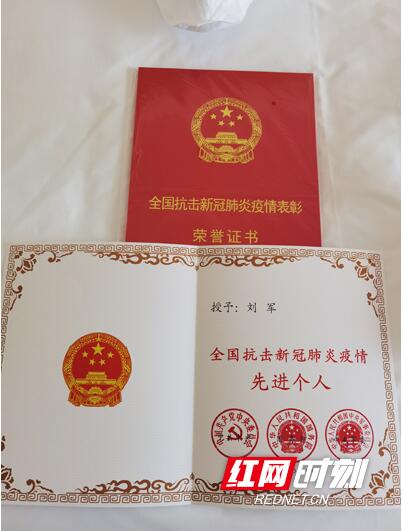 全国抗击新冠肺炎疫情表彰
荣誉证书
授予：刘 军
全国抗击新冠肺炎疫情
先进个人
红网时刻
REDNET.CN